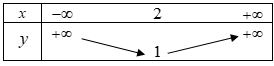 x −∞ 2 +∞
y +∞ +∞
1